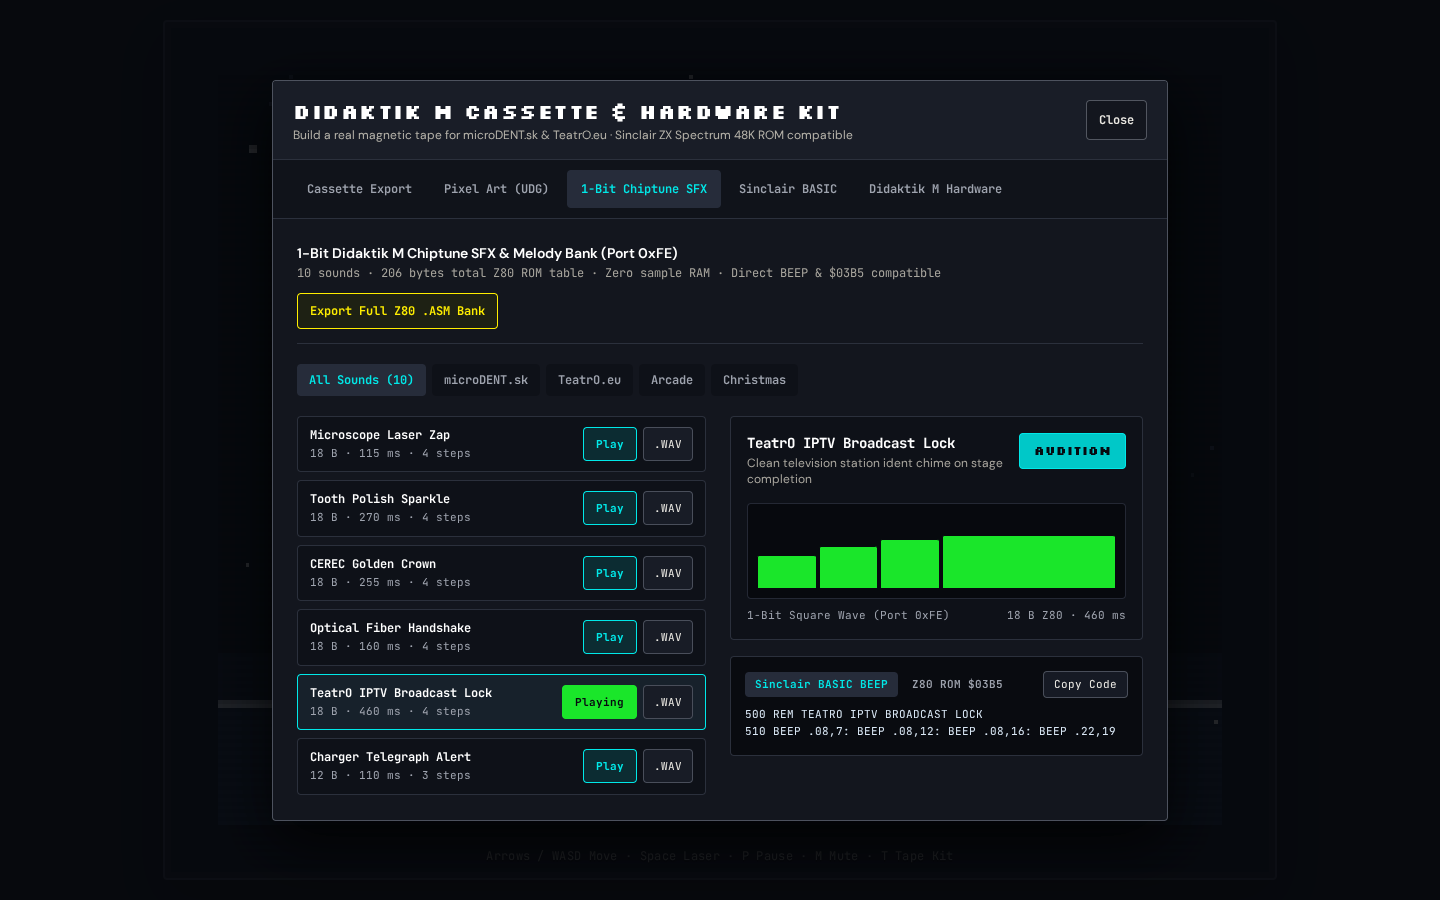 DIDAKTIK M CASSETTE & HARDWARE KIT
Build a real magnetic tape for microDENT.sk & TeatrO.eu · Sinclair ZX Spectrum 48K ROM compatible
Close
Cassette Export
Pixel Art (UDG)
1-Bit Chiptune SFX
Sinclair BASIC
Didaktik M Hardware
1-Bit Didaktik M Chiptune SFX & Melody Bank (Port 0xFE)
10 sounds · 206 bytes total Z80 ROM table · Zero sample RAM · Direct BEEP & $03B5 compatible
Export Full Z80 .ASM Bank
All Sounds (10)
microDENT.sk
TeatrO.eu
Arcade
Christmas
Microscope Laser Zap
18 B · 115 ms · 4 steps
Play
.WAV
Tooth Polish Sparkle
18 B · 270 ms · 4 steps
Play
.WAV
CEREC Golden Crown
18 B · 255 ms · 4 steps
Play
.WAV
Optical Fiber Handshake
18 B · 160 ms · 4 steps
Play
.WAV
TeatrO IPTV Broadcast Lock
18 B · 460 ms · 4 steps
Playing
.WAV
Charger Telegraph Alert
12 B · 110 ms · 3 steps
Play
.WAV
TeatrO IPTV Broadcast Lock
Clean television station ident chime on stage
completion
AUDITION
1-Bit Square Wave (Port 0xFE)
18 B Z80 · 460 ms
Sinclair BASIC BEEP
Z80 ROM $03B5
Copy Code
500 REM TEATRO IPTV BROADCAST LOCK
510 BEEP .08,7: BEEP .08,12: BEEP .08,16: BEEP .22,19
Arrows / WASD Move · Space Laser · P Pause · M Mute · T Tape Kit